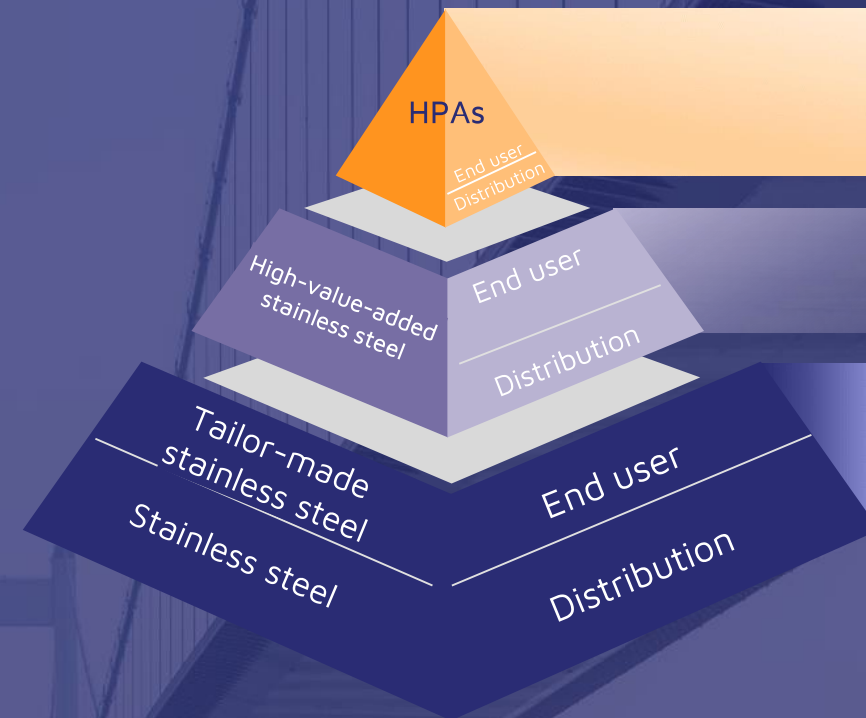 HPAs
End user
Distribution
High-value-added
stainless steel
End user
Distribution
Tailor-made
stainless steel
Stainless steel
End user
Distribution